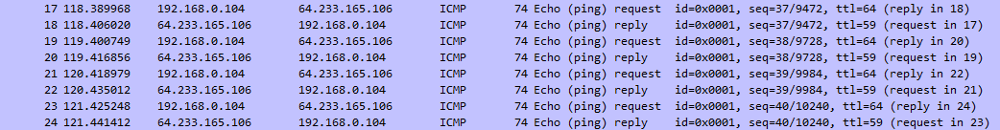 17 118.389968 192.168.0.104 64.233.165.106 ICMP 74 Echo (ping) request id=0x0001, seq=37/9472, ttl=64 (reply in 18)
18 118.406020 64.233.165.106 192.168.0.104 ICMP 74 Echo (ping) reply id=0x0001, seq=37/9472, ttl=59 (request in 17)
19 119.400749 192.168.0.104 64.233.165.106 ICMP 74 Echo (ping) request id=0x0001, seq=38/9728, ttl=64 (reply in 20)
20 119.416856 64.233.165.106 192.168.0.104 ICMP 74 Echo (ping) reply id=0x0001, seq=38/9728, ttl=59 (request in 19)
21 120.418979 192.168.0.104 64.233.165.106 ICMP 74 Echo (ping) request id=0x0001, seq=39/9984, ttl=64 (reply in 22)
22 120.435012 64.233.165.106 192.168.0.104 ICMP 74 Echo (ping) reply id=0x0001, seq=39/9984, ttl=59 (request in 21)
23 121.425248 192.168.0.104 64.233.165.106 ICMP 74 Echo (ping) request id=0x0001, seq=40/10240, ttl=64 (reply in 24)
24 121.441412 64.233.165.106 192.168.0.104 ICMP 74 Echo (ping) reply id=0x0001, seq=40/10240, ttl=59 (request in 23)